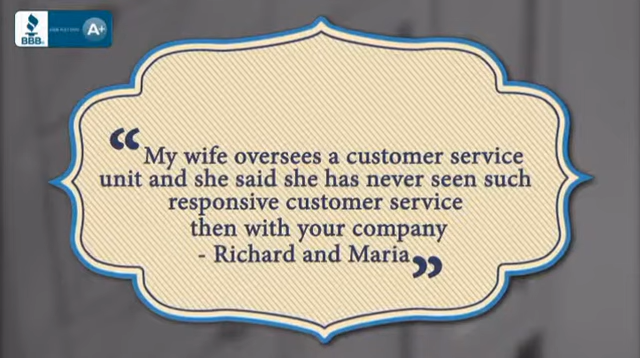 BBB.
A+
“My wife oversees a customer service
unit and she said she has never seen such
responsive customer service
then with your company
- Richard and Maria”